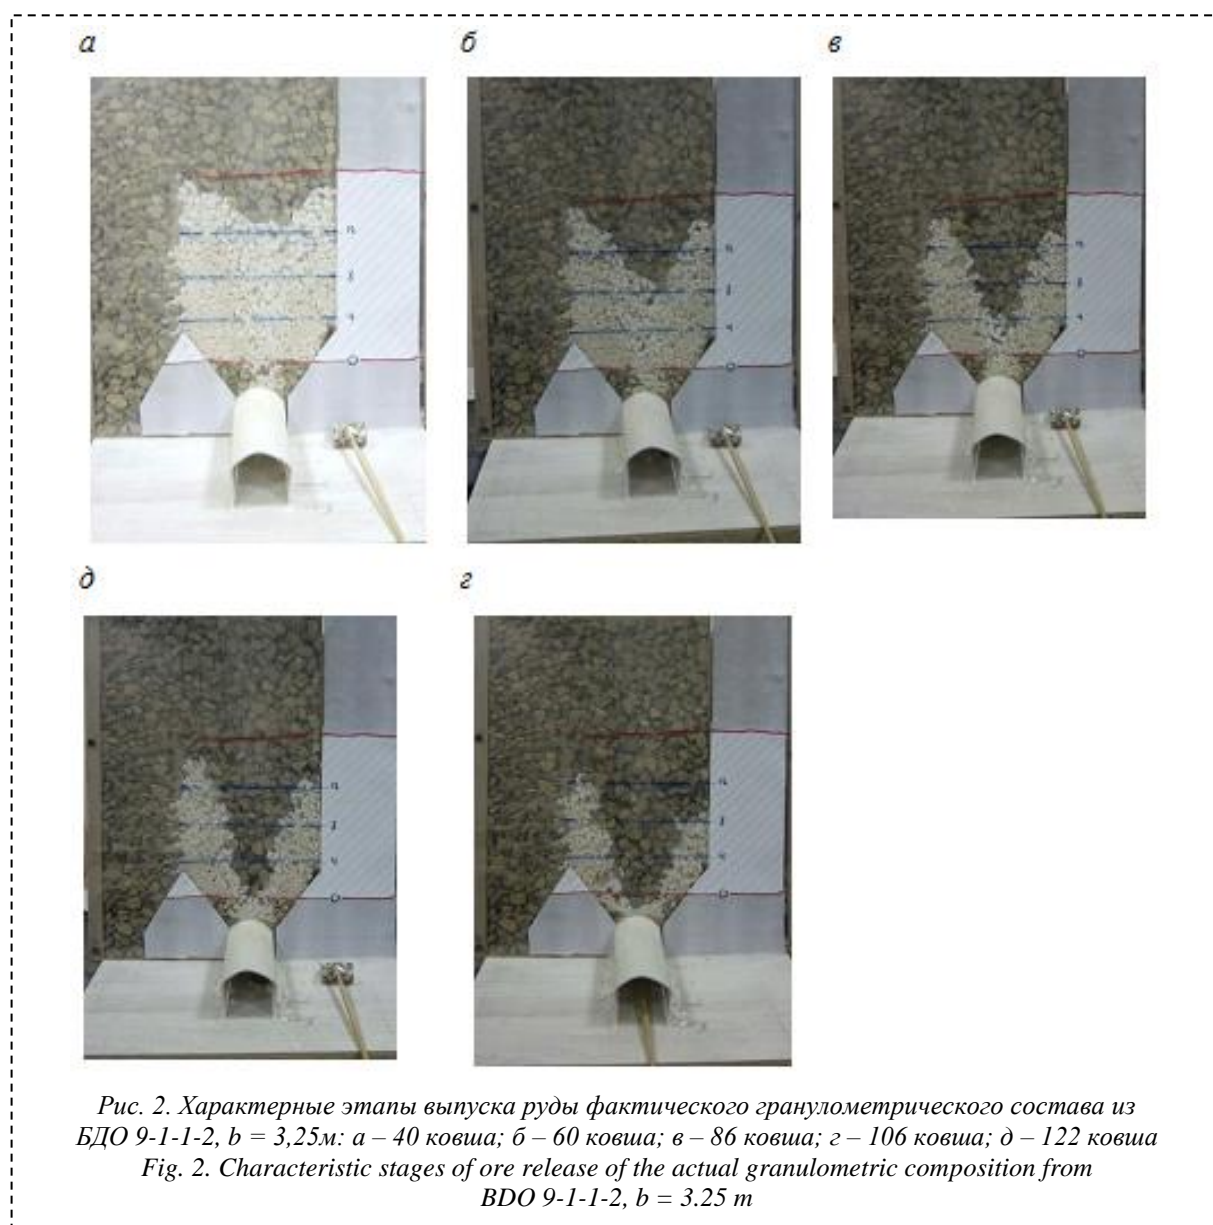 а
б
в
д
г
Рис. 2. Характерные этапы выпуска руды фактического гранулометрического состава из
БДО 9-1-1-2, b = 3,25м: а – 40 ковша; б – 60 ковша; в – 86 ковша; г – 106 ковша; д – 122 ковша
Fig. 2. Characteristic stages of ore release of the actual granulometric composition from
BDO 9-1-1-2, b = 3.25 m